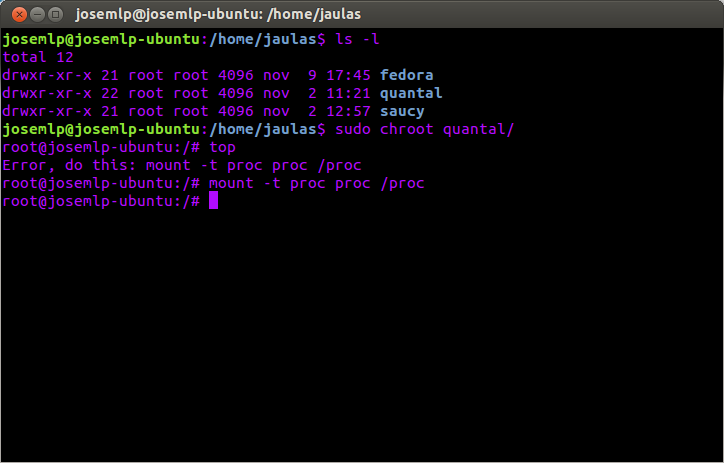 josemlp@josemlp-ubuntu: /home/jaulas
josemlp@josemlp-ubuntu:/home/jaulas$ ls -l
total 12
drwxr-xr-x 21 root root 4096 nov  9 17:45 fedora
drwxr-xr-x 22 root root 4096 nov  2 11:21 quantal
drwxr-xr-x 21 root root 4096 nov  2 12:57 saucy
josemlp@josemlp-ubuntu:/home/jaulas$ sudo chroot quantal/
root@josemlp-ubuntu:/# top
Error, do this: mount -t proc proc /proc
root@josemlp-ubuntu:/# mount -t proc proc /proc
root@josemlp-ubuntu:/#